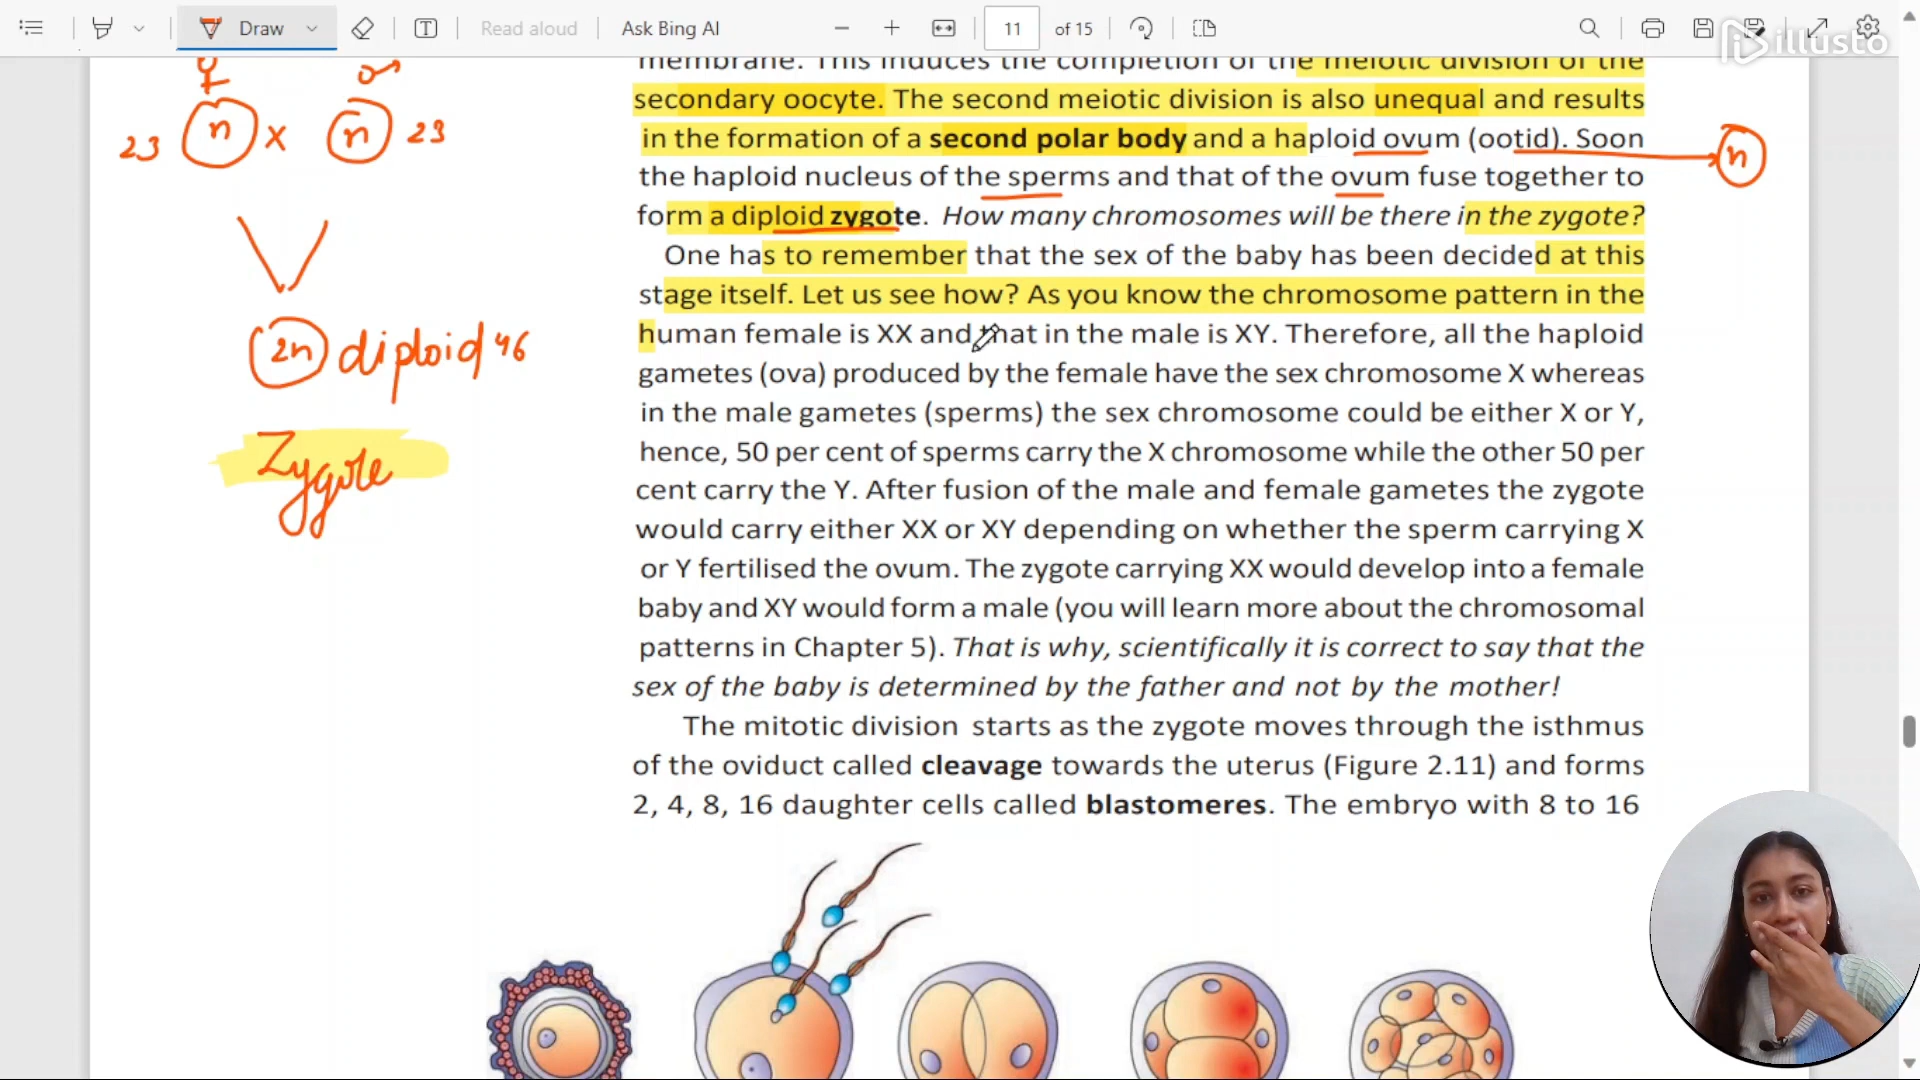 Draw
T
Read aloud
Ask Bing AI
11
of 15
illusto
♀
♂
23 n x n 23
2n diploid 46
Zygote
membrane. This induces the completion of the meiotic division of the
secondary oocyte. The second meiotic division is also unequal and results
in the formation of a second polar body and a haploid ovum (ootid). Soon
n
the haploid nucleus of the sperms and that of the ovum fuse together to
form a diploid zygote. How many chromosomes will be there in the zygote?
One has to remember that the sex of the baby has been decided at this
stage itself. Let us see how? As you know the chromosome pattern in the
human female is XX and that in the male is XY. Therefore, all the haploid
gametes (ova) produced by the female have the sex chromosome X whereas
in the male gametes (sperms) the sex chromosome could be either X or Y,
hence, 50 per cent of sperms carry the X chromosome while the other 50 per
cent carry the Y. After fusion of the male and female gametes the zygote
would carry either XX or XY depending on whether the sperm carrying X
or Y fertilised the ovum. The zygote carrying XX would develop into a female
baby and XY would form a male (you will learn more about the chromosomal
patterns in Chapter 5). That is why, scientifically it is correct to say that the
sex of the baby is determined by the father and not by the mother!
The mitotic division starts as the zygote moves through the isthmus
of the oviduct called cleavage towards the uterus (Figure 2.11) and forms
2, 4, 8, 16 daughter cells called blastomeres. The embryo with 8 to 16